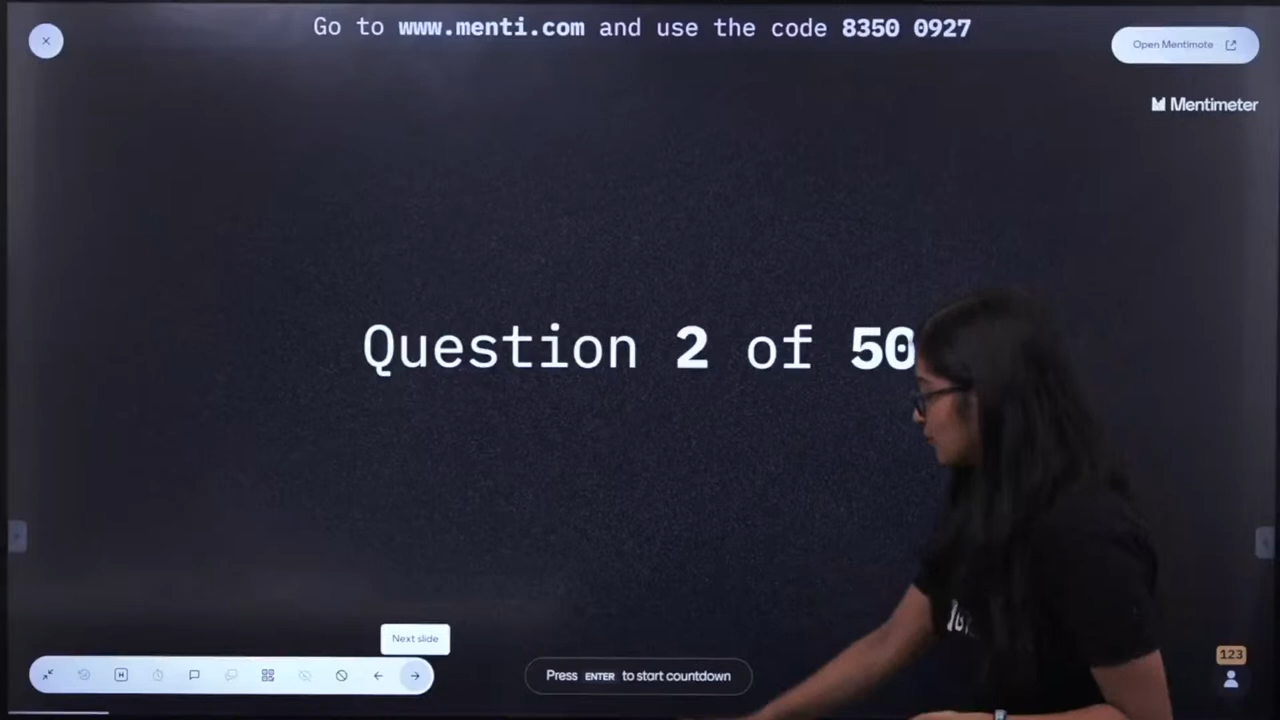 Go to www.menti.com and use the code 8350 0927
Open Mentimote
Mentimeter
Question 2 of 50
Next slide
H
Press ENTER to start countdown
123